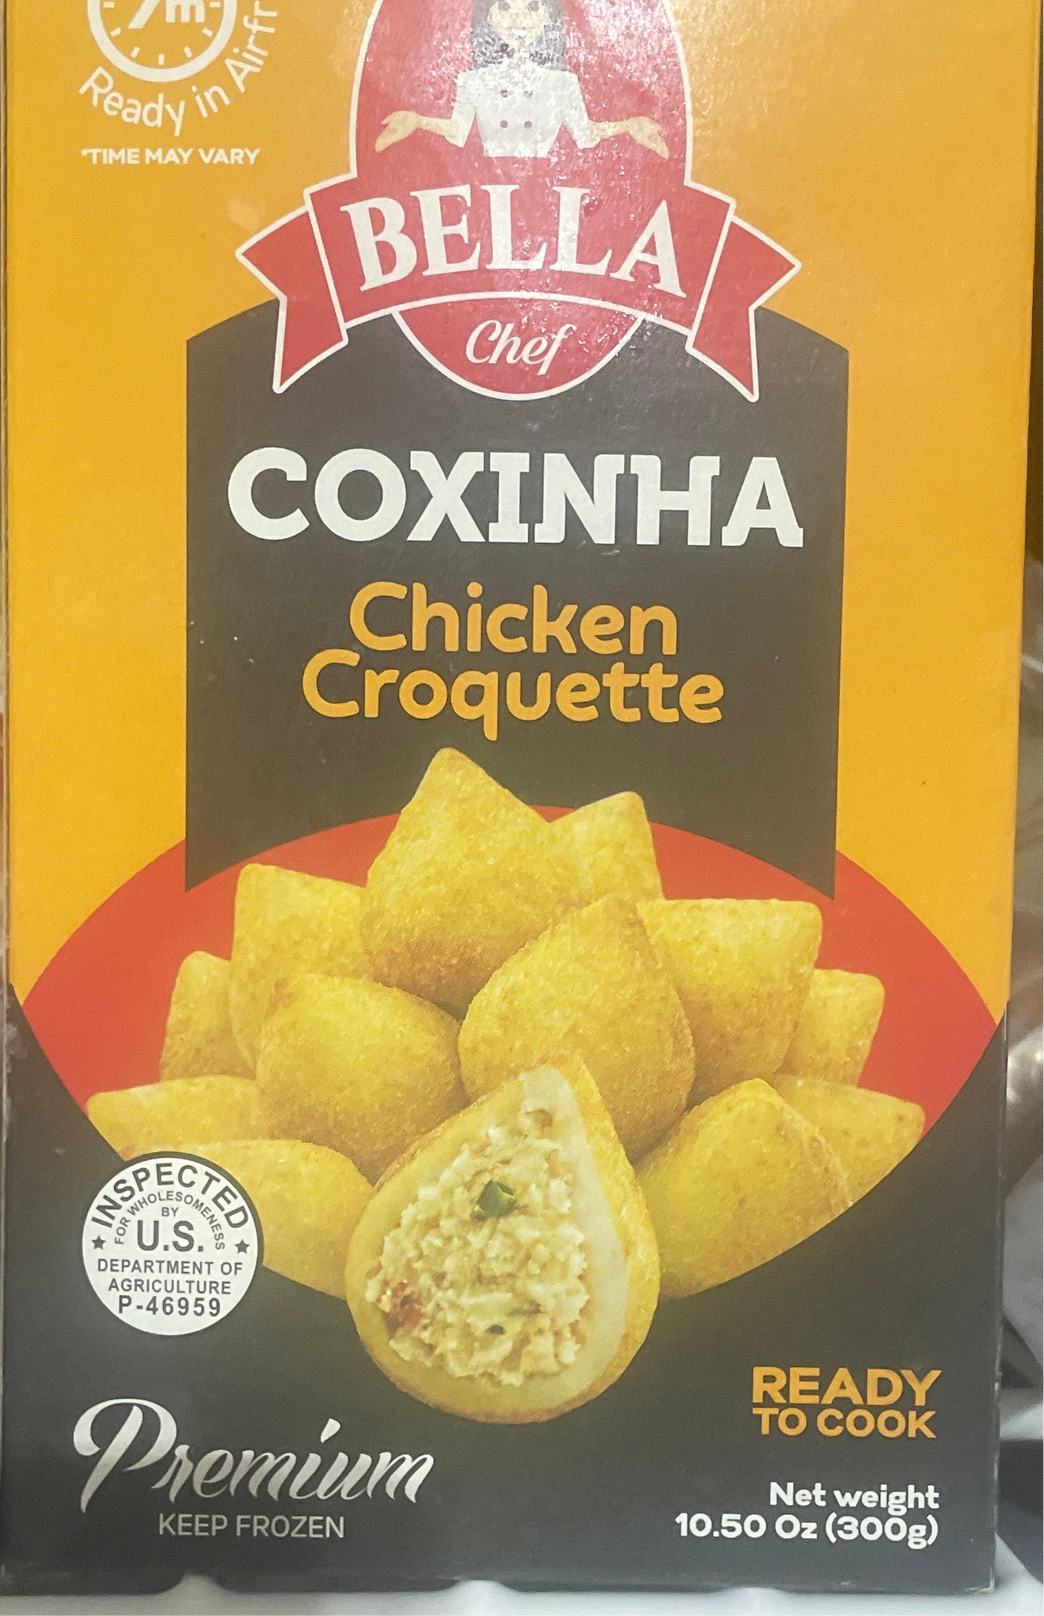 7m
Ready in Airfr
*TIME MAY VARY
BELLA
Chef
COXINHA
Chicken
Croquette
INSPECTED
FOR WHOLESOMENESS
BY
U.S.
DEPARTMENT OF
AGRICULTURE
P-46959
READY
TO COOK
Premium
KEEP FROZEN
Net weight
10.50 Oz (300g)